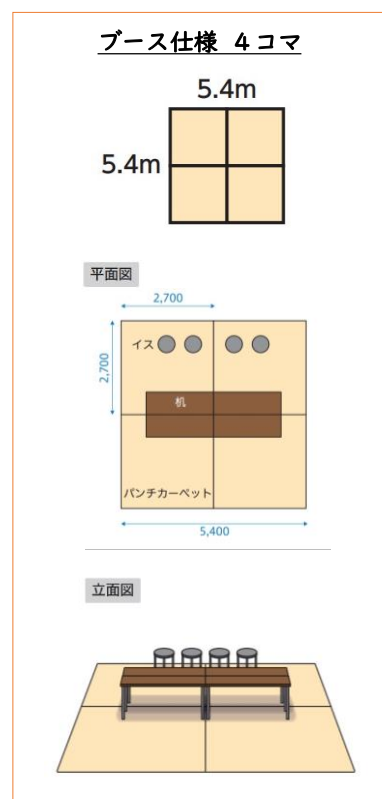 ブース仕様 4コマ
5.4m
5.4m
平面図
2,700
2,700
イス
机
パンチカーペット
5,400
立面図